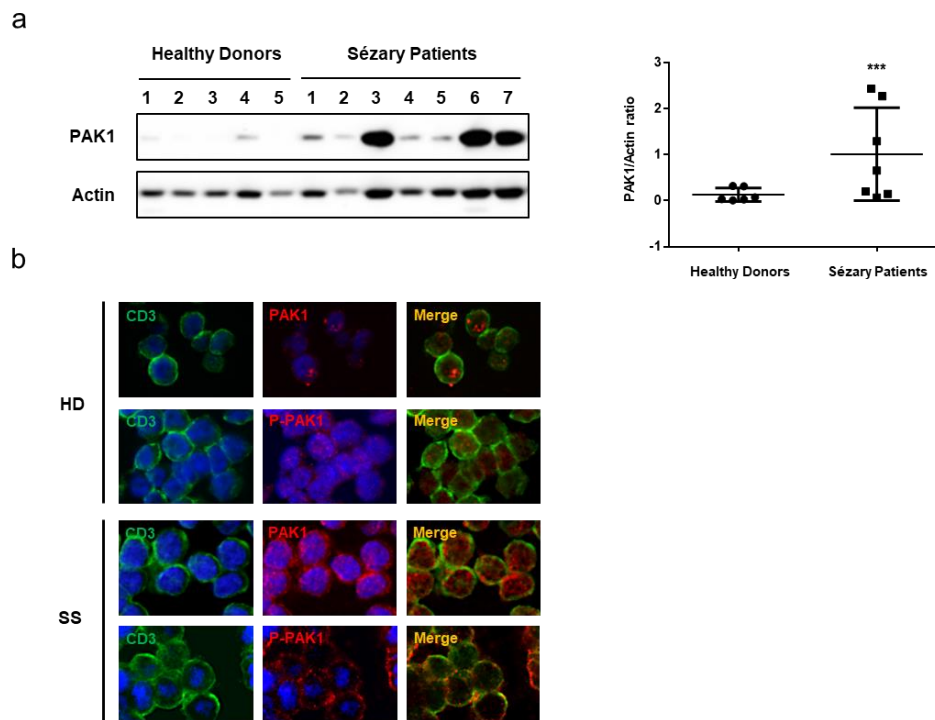 a
Healthy Donors Sézary Patients
1 2 3 4 5 1 2 3 4 5 6 7
PAK1
Actin
PAK1/Actin ratio
3
2
1
0
-1
***
Healthy Donors Sézary Patients
b
HD
CD3 PAK1 Merge
CD3 P-PAK1 Merge
SS
CD3 PAK1 Merge
CD3 P-PAK1 Merge